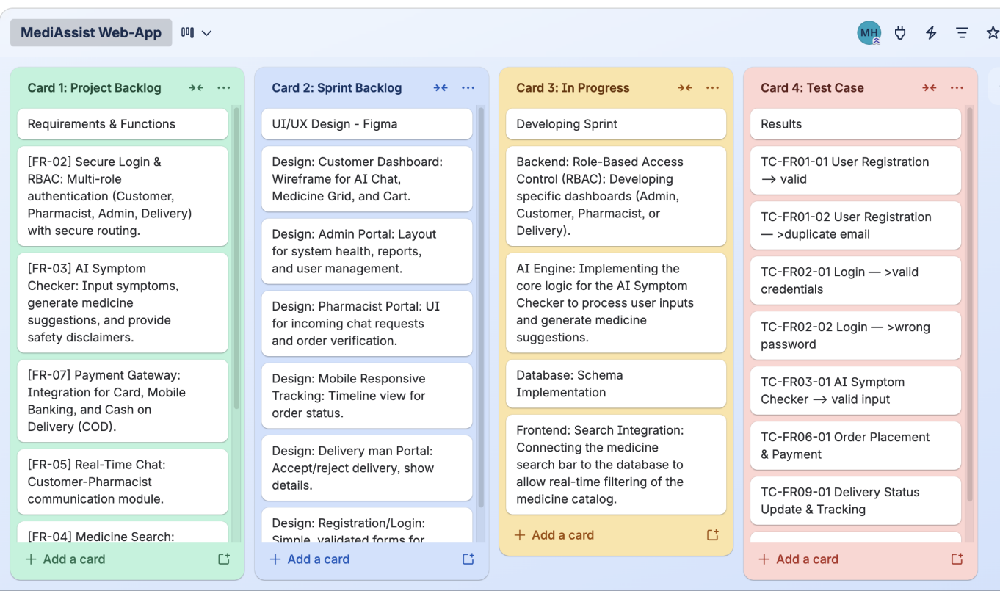 MediAssist Web-App
MH
Card 1: Project Backlog
Requirements & Functions
[FR-02] Secure Login &
RBAC: Multi-role
authentication (Customer,
Pharmacist, Admin, Delivery)
with secure routing.
[FR-03] AI Symptom
Checker: Input symptoms,
generate medicine
suggestions, and provide
safety disclaimers.
[FR-07] Payment Gateway:
Integration for Card, Mobile
Banking, and Cash on
Delivery (COD).
[FR-05] Real-Time Chat:
Customer-Pharmacist
communication module.
[FR-04] Medicine Search:
+ Add a card
Card 2: Sprint Backlog
UI/UX Design - Figma
Design: Customer Dashboard:
Wireframe for AI Chat,
Medicine Grid, and Cart.
Design: Admin Portal: Layout
for system health, reports,
and user management.
Design: Pharmacist Portal: UI
for incoming chat requests
and order verification.
Design: Mobile Responsive
Tracking: Timeline view for
order status.
Design: Delivery man Portal:
Accept/reject delivery, show
details.
Design: Registration/Login:
Simple, validated forms for
+ Add a card
Card 3: In Progress
Developing Sprint
Backend: Role-Based Access
Control (RBAC): Developing
specific dashboards (Admin,
Customer, Pharmacist, or
Delivery).
AI Engine: Implementing the
core logic for the AI Symptom
Checker to process user inputs
and generate medicine
suggestions.
Database: Schema
Implementation
Frontend: Search Integration:
Connecting the medicine
search bar to the database to
allow real-time filtering of the
medicine catalog.
+ Add a card
Card 4: Test Case
Results
TC-FR01-01 User Registration
—> valid
TC-FR01-02 User Registration
— >duplicate email
TC-FR02-01 Login — >valid
credentials
TC-FR02-02 Login — >wrong
password
TC-FR03-01 AI Symptom
Checker —> valid input
TC-FR06-01 Order Placement
& Payment
TC-FR09-01 Delivery Status
Update & Tracking
+ Add a card